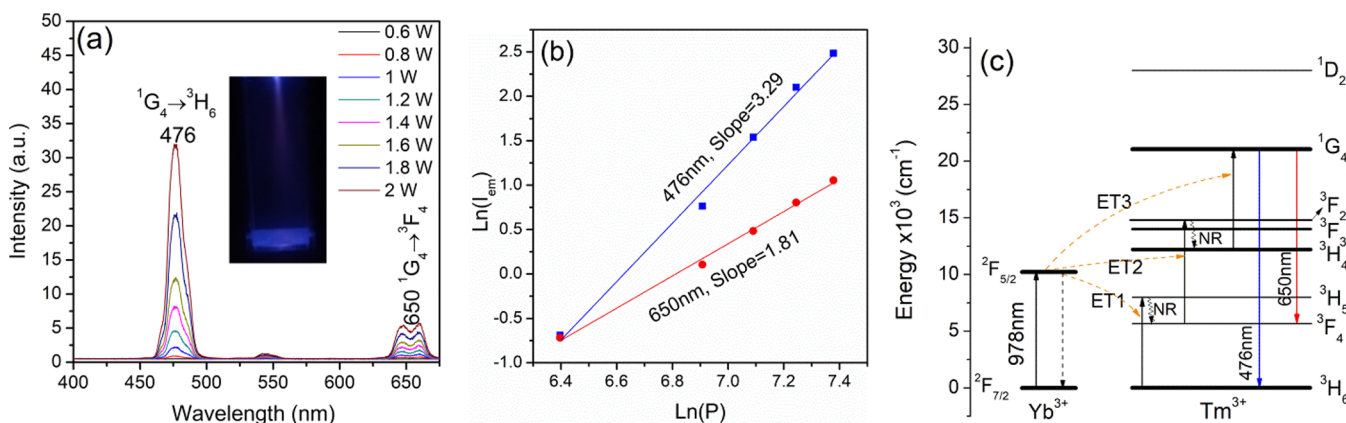 (a)
50
45
40
35
30
25
20
15
10
5
0
Intensity (a.u.)
400 450 500 550 600 650
Wavelength (nm)
¹G₄→³H₆
476
650 ¹G₄→³F₄
0.6 W
0.8 W
1 W
1.2 W
1.4 W
1.6 W
1.8 W
2 W
(b)
2.5
2.0
1.5
1.0
0.5
0.0
-0.5
-1.0
Ln(Iₑₘ)
6.4 6.6 6.8 7.0 7.2 7.4
Ln(P)
476nm, Slope=3.29
650nm, Slope=1.81
(c)
30
25
20
15
10
5
0
Energy x10³ (cm⁻¹)
²F₅/₂
²F₇/₂
978nm
Yb³⁺
ET3
ET2
ET1
NR
NR
476nm
650nm
¹D₂
¹G₄
³F₂
³F₃
³H₄
³H₅
³F₄
³H₆
Tm³⁺